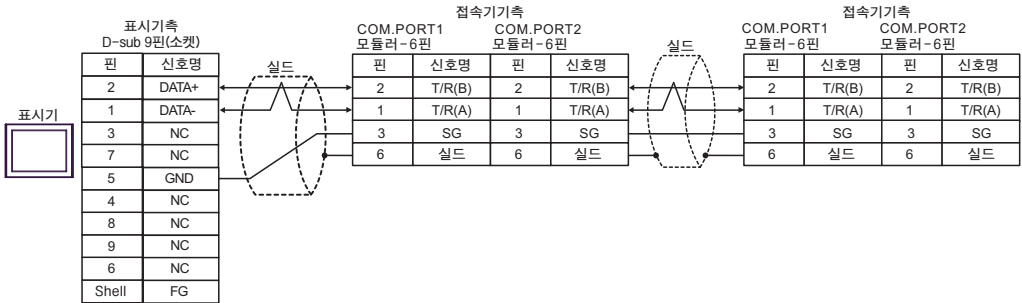 표시기
표시기측
D-sub 9핀(소켓)
핀 신호명
2 DATA+
1 DATA-
3 NC
7 NC
5 GND
4 NC
8 NC
9 NC
6 NC
Shell FG
실드
접속기기측
COM.PORT1 COM.PORT2
모듈러-6핀 모듈러-6핀
핀 신호명 핀 신호명
2 T/R(B) 2 T/R(B)
1 T/R(A) 1 T/R(A)
3 SG 3 SG
6 실드 6 실드
실드
접속기기측
COM.PORT1 COM.PORT2
모듈러-6핀 모듈러-6핀
핀 신호명 핀 신호명
2 T/R(B) 2 T/R(B)
1 T/R(A) 1 T/R(A)
3 SG 3 SG
6 실드 6 실드